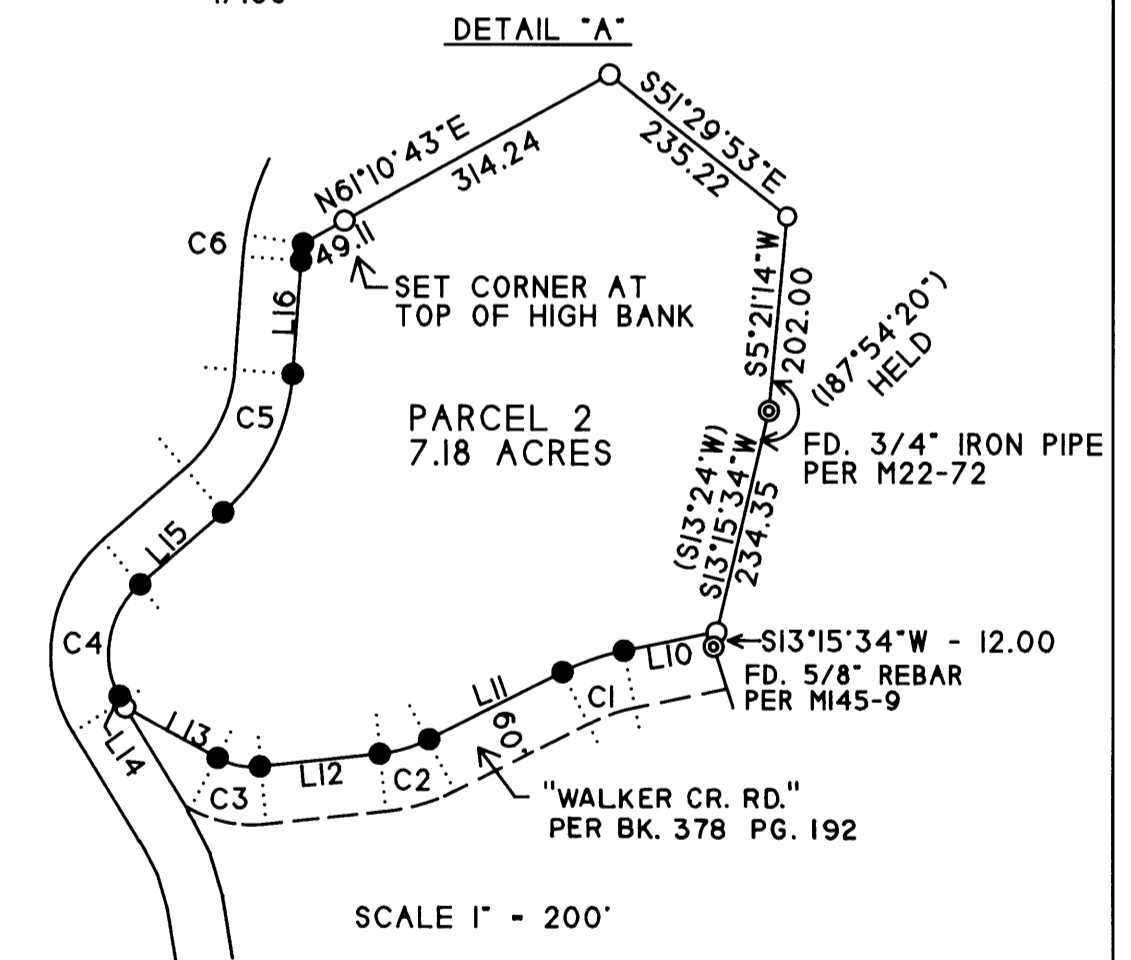 DETAIL "A"
S51°29'53"E
235.22
N61°10'43"E
314.24
C6
49.11
SET CORNER AT
TOP OF HIGH BANK
L16
S5°21'14"W
202.00
(187°54'20")
HELD
C5
PARCEL 2
7.18 ACRES
FD. 3/4" IRON PIPE
PER M22-72
(S13°24'W)
S13°15'34"W
234.35
L15
C4
S13°15'34"W - 12.00
L10
FD. 5/8" REBAR
PER M145-9
L11
C1
60'
L13
L14
L12
C2
C3
"WALKER CR. RD."
PER BK. 378 PG. 192
SCALE 1" - 200'